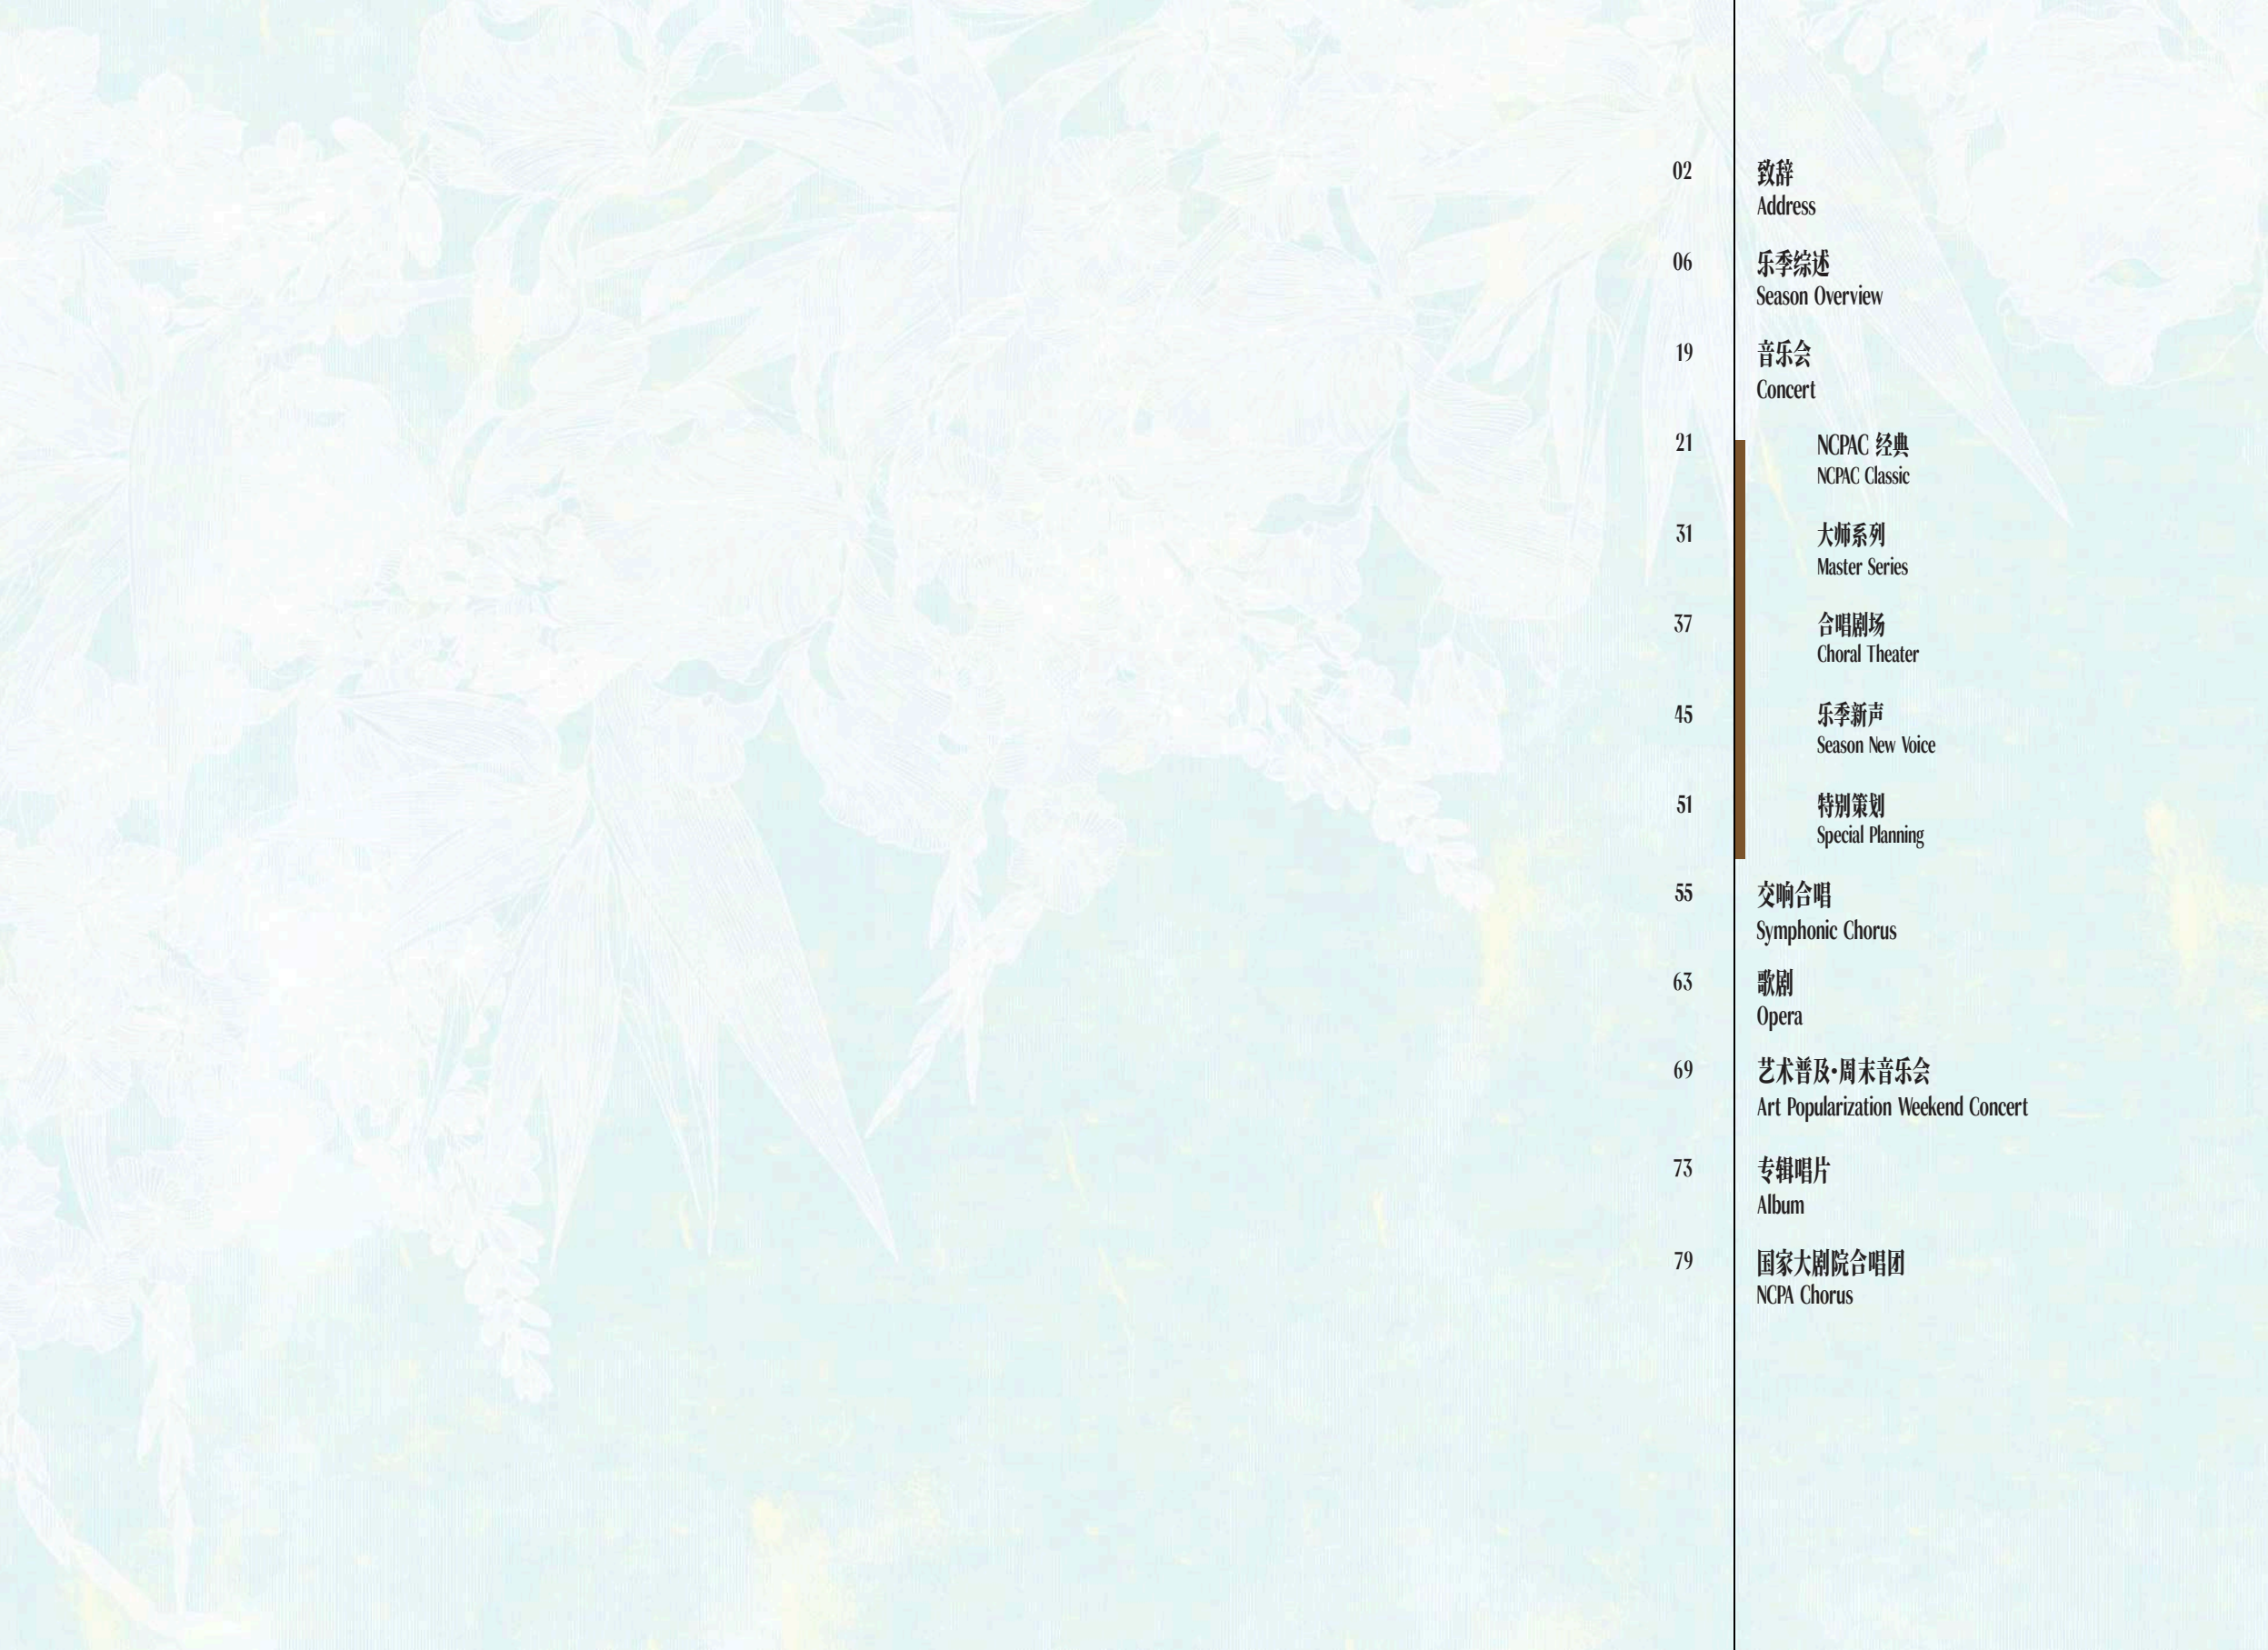 02
致辞
Address
06
乐季综述
Season Overview
19
音乐会
Concert
21
NCPAC 经典
NCPAC Classic
31
大师系列
Master Series
37
合唱剧场
Choral Theater
45
乐季新声
Season New Voice
51
特别策划
Special Planning
55
交响合唱
Symphonic Chorus
63
歌剧
Opera
69
艺术普及·周末音乐会
Art Popularization Weekend Concert
73
专辑唱片
Album
79
国家大剧院合唱团
NCPA Chorus